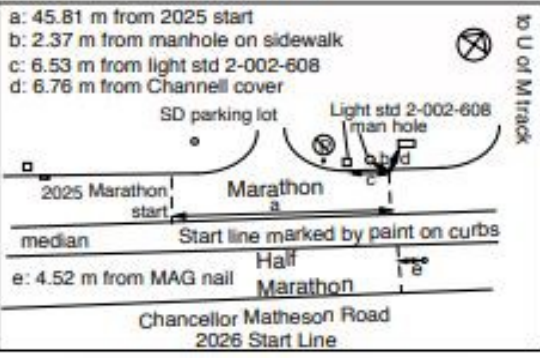 a: 45.81 m from 2025 start
b: 2.37 m from manhole on sidewalk
c: 6.53 m from light std 2-002-608
d: 6.76 m from Channell cover
to U of M track
SD parking lot
Light std 2-002-608
man hole
b d
c
2025 Marathon
start
Marathon
a
median
Start line marked by paint on curbs
Half
Marathon
e
e: 4.52 m from MAG nail
Chancellor Matheson Road
2026 Start Line